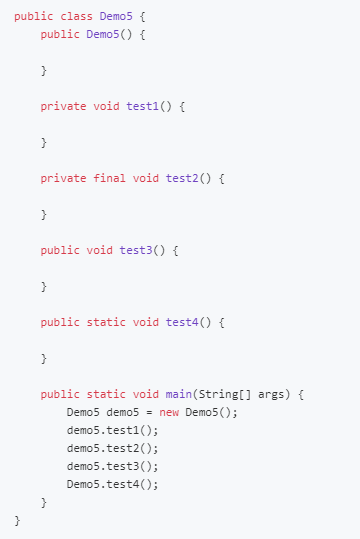 public class Demo5 {
    public Demo5() {

    }

    private void test1() {

    }

    private final void test2() {

    }

    public void test3() {

    }

    public static void test4() {

    }

    public static void main(String[] args) {
        Demo5 demo5 = new Demo5();
        demo5.test1();
        demo5.test2();
        demo5.test3();
        Demo5.test4();
    }
}